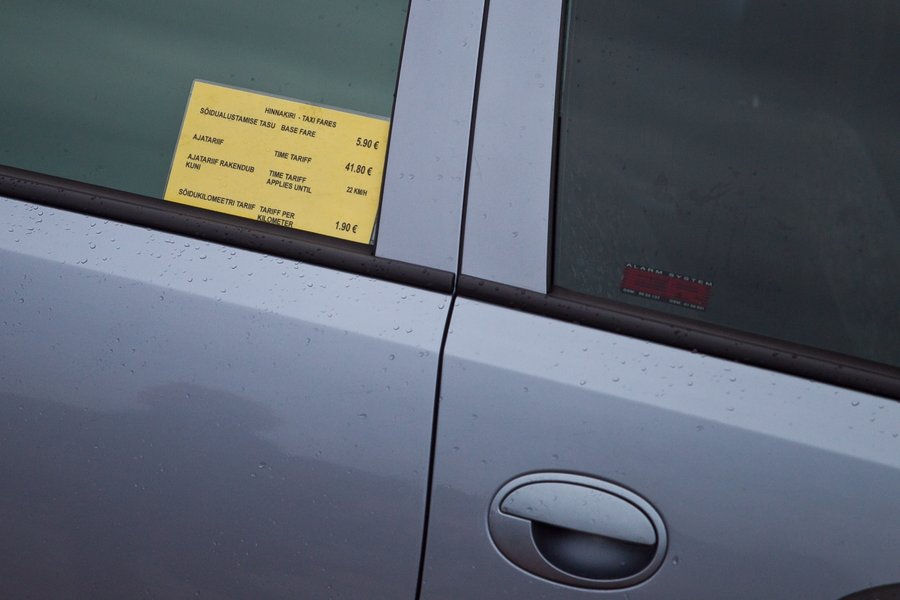 HINNAKIRI - TAXI FARES
SÕIDUALUSTAMISE TASU BASE FARE 5.90 €
AJATARIIF TIME TARIFF 41.80 €
AJATARIIF RAKENDUB KUNI TIME TARIFF APPLIES UNTIL 22 KM/H
SÕIDUKILOMEETRI TARIIF TARIFF PER KILOMETER 1.90 €
ALARM SYSTEM